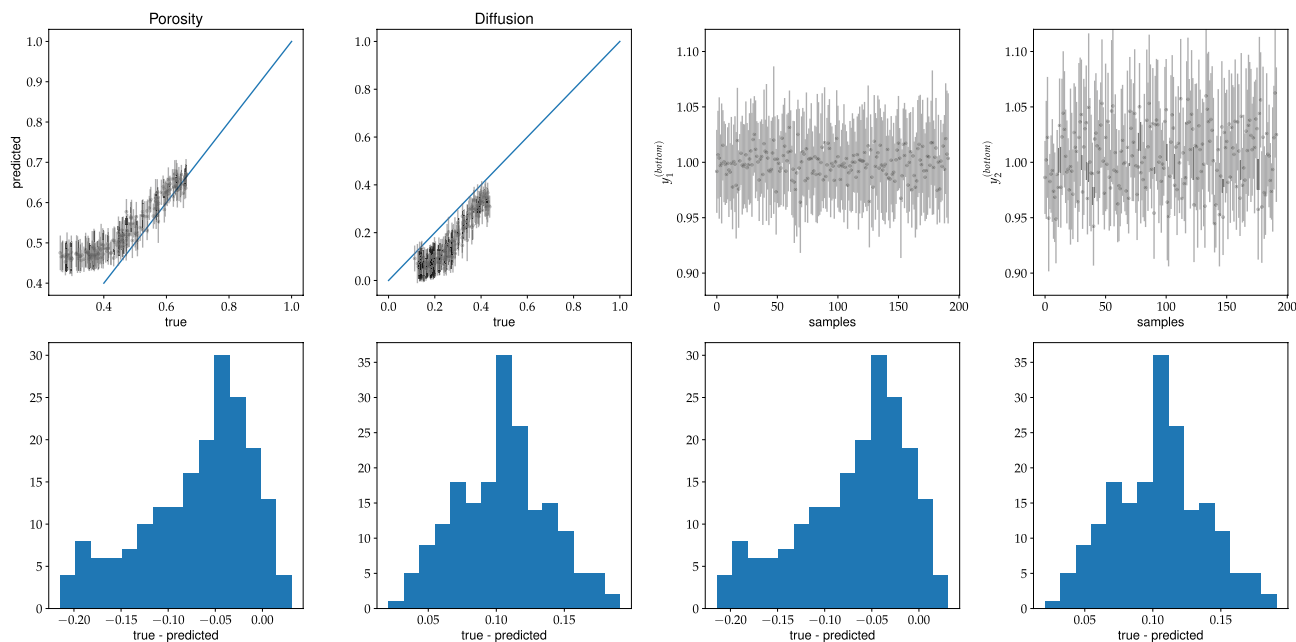 Porosity
Diffusion
predicted
1.0
0.9
0.8
0.7
0.6
0.5
0.4
0.4 0.6 0.8 1.0
true
1.0
0.8
0.6
0.4
0.2
0.0
0.0 0.2 0.4 0.6 0.8 1.0
true
y₁⁽ᵇᵒᵗᵗᵒᵐ⁾
1.10
1.05
1.00
0.95
0.90
0 50 100 150 200
samples
y₂⁽ᵇᵒᵗᵗᵒᵐ⁾
1.10
1.05
1.00
0.95
0.90
0 50 100 150 200
samples
30
25
20
15
10
5
0
−0.20 −0.15 −0.10 −0.05 0.00
true - predicted
35
30
25
20
15
10
5
0
0.05 0.10 0.15
true - predicted
30
25
20
15
10
5
0
−0.20 −0.15 −0.10 −0.05 0.00
true - predicted
35
30
25
20
15
10
5
0
0.05 0.10 0.15
true - predicted